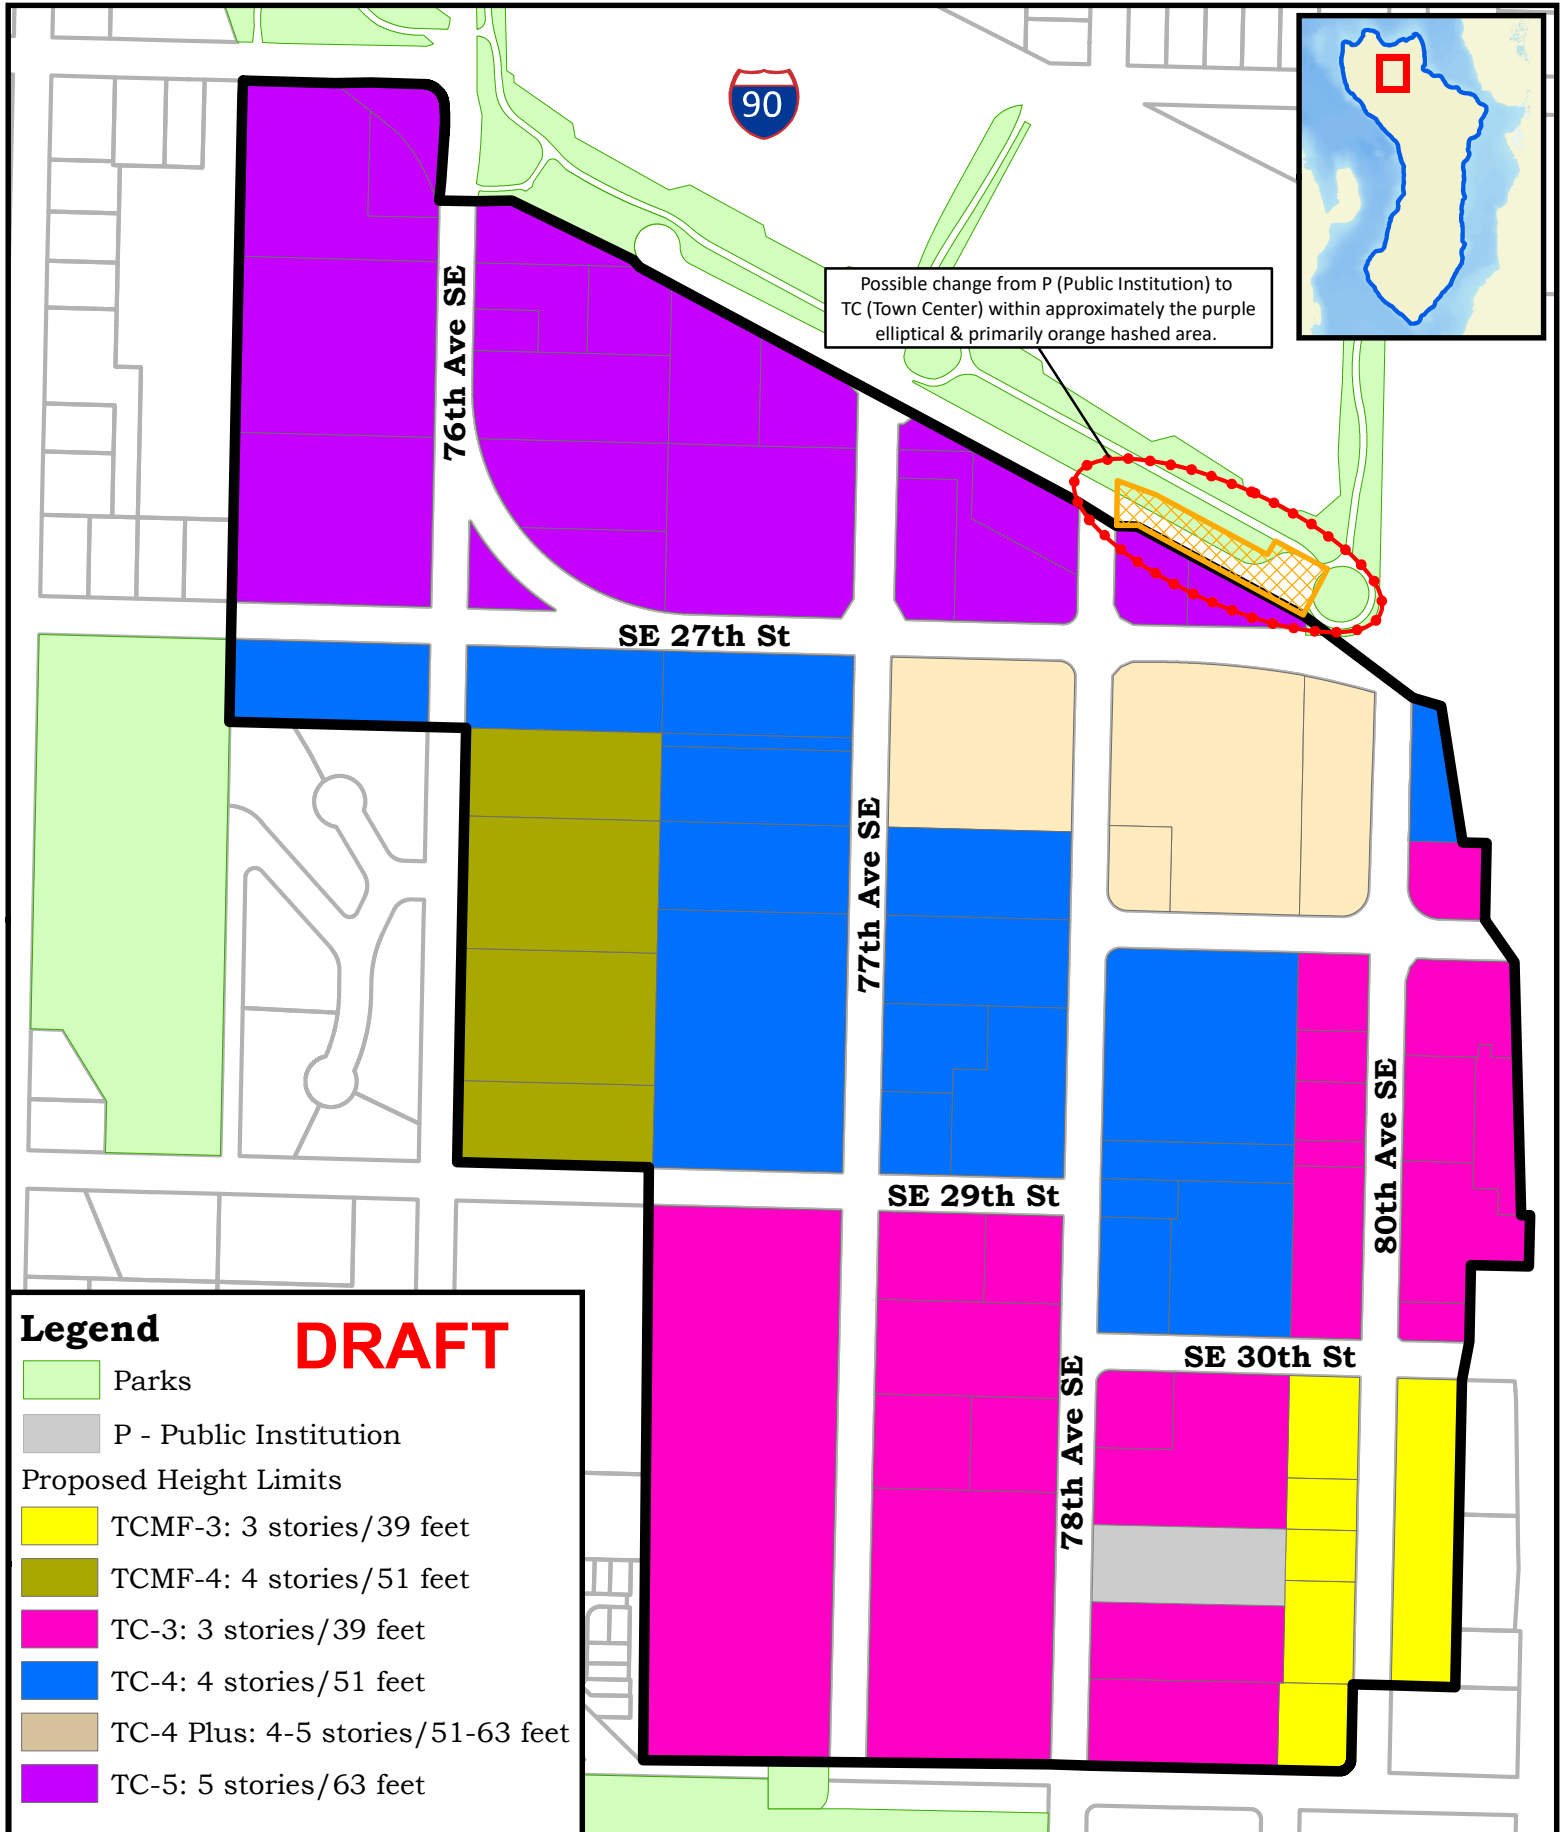 90
Possible change from P (Public Institution) to
TC (Town Center) within approximately the purple
elliptical & primarily orange hashed area.
76th Ave SE
SE 27th St
77th Ave SE
80th Ave SE
SE 29th St
SE 30th St
78th Ave SE
Legend
DRAFT
Parks
P - Public Institution
Proposed Height Limits
TCMF-3: 3 stories/39 feet
TCMF-4: 4 stories/51 feet
TC-3: 3 stories/39 feet
TC-4: 4 stories/51 feet
TC-4 Plus: 4-5 stories/51-63 feet
TC-5: 5 stories/63 feet